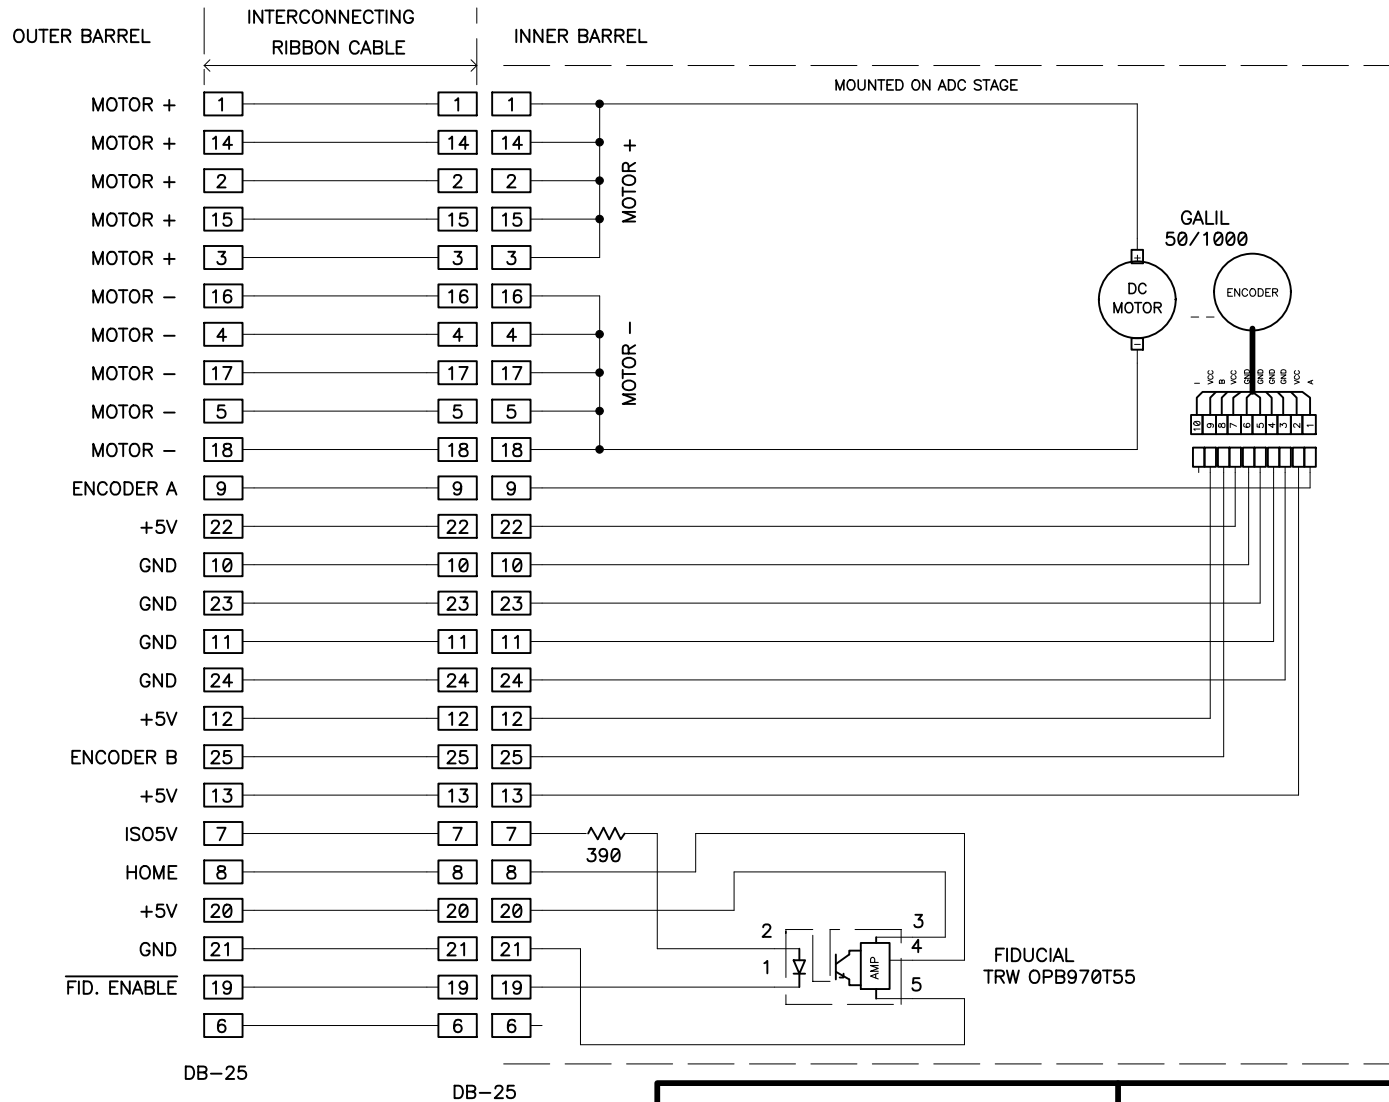 INTERCONNECTING
OUTER BARREL
RIBBON CABLE
INNER BARREL
MOUNTED ON ADC STAGE
MOTOR + 1 1 1
MOTOR + 14 14 14
MOTOR + 2 2 2
MOTOR + 15 15 15
MOTOR + 3 3 3
MOTOR - 16 16 16
MOTOR - 4 4 4
MOTOR - 17 17 17
MOTOR - 5 5 5
MOTOR - 18 18 18
ENCODER A 9 9 9
+5V 22 22 22
GND 10 10 10
GND 23 23 23
GND 11 11 11
GND 24 24 24
+5V 12 12 12
ENCODER B 25 25 25
+5V 13 13 13
ISO5V 7 7 7
HOME 8 8 8
+5V 20 20 20
GND 21 21 21
FID. ENABLE 19 19 19
6 6 6
DB-25
DB-25
MOTOR +
MOTOR -
GALIL
50/1000
+
DC
MOTOR
-
ENCODER
- VCC B VCC GND GND GND GND VCC A
10 9 8 7 6 5 4 3 2 1
390
2
1
AMP
3
4
5
FIDUCIAL
TRW OPB970T55